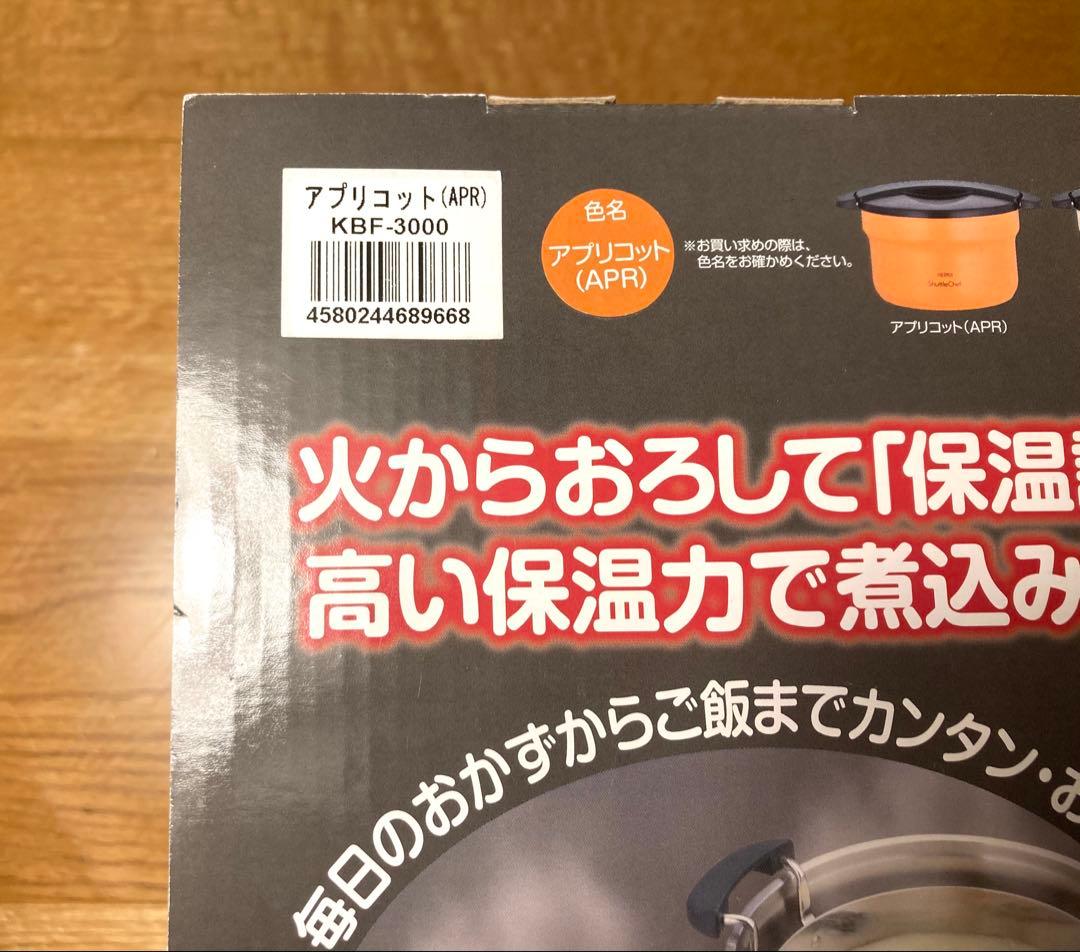 アプリコット(APR)
KBF-3000
4580244689668
色名
アプリコット
(APR)
※お買い求めの際は、
色名をお確かめください。
ShuttleChef
アプリコット(APR)
火からおろして「保温
高い保温力で煮込み
毎日のおかずからご飯までカンタン・お